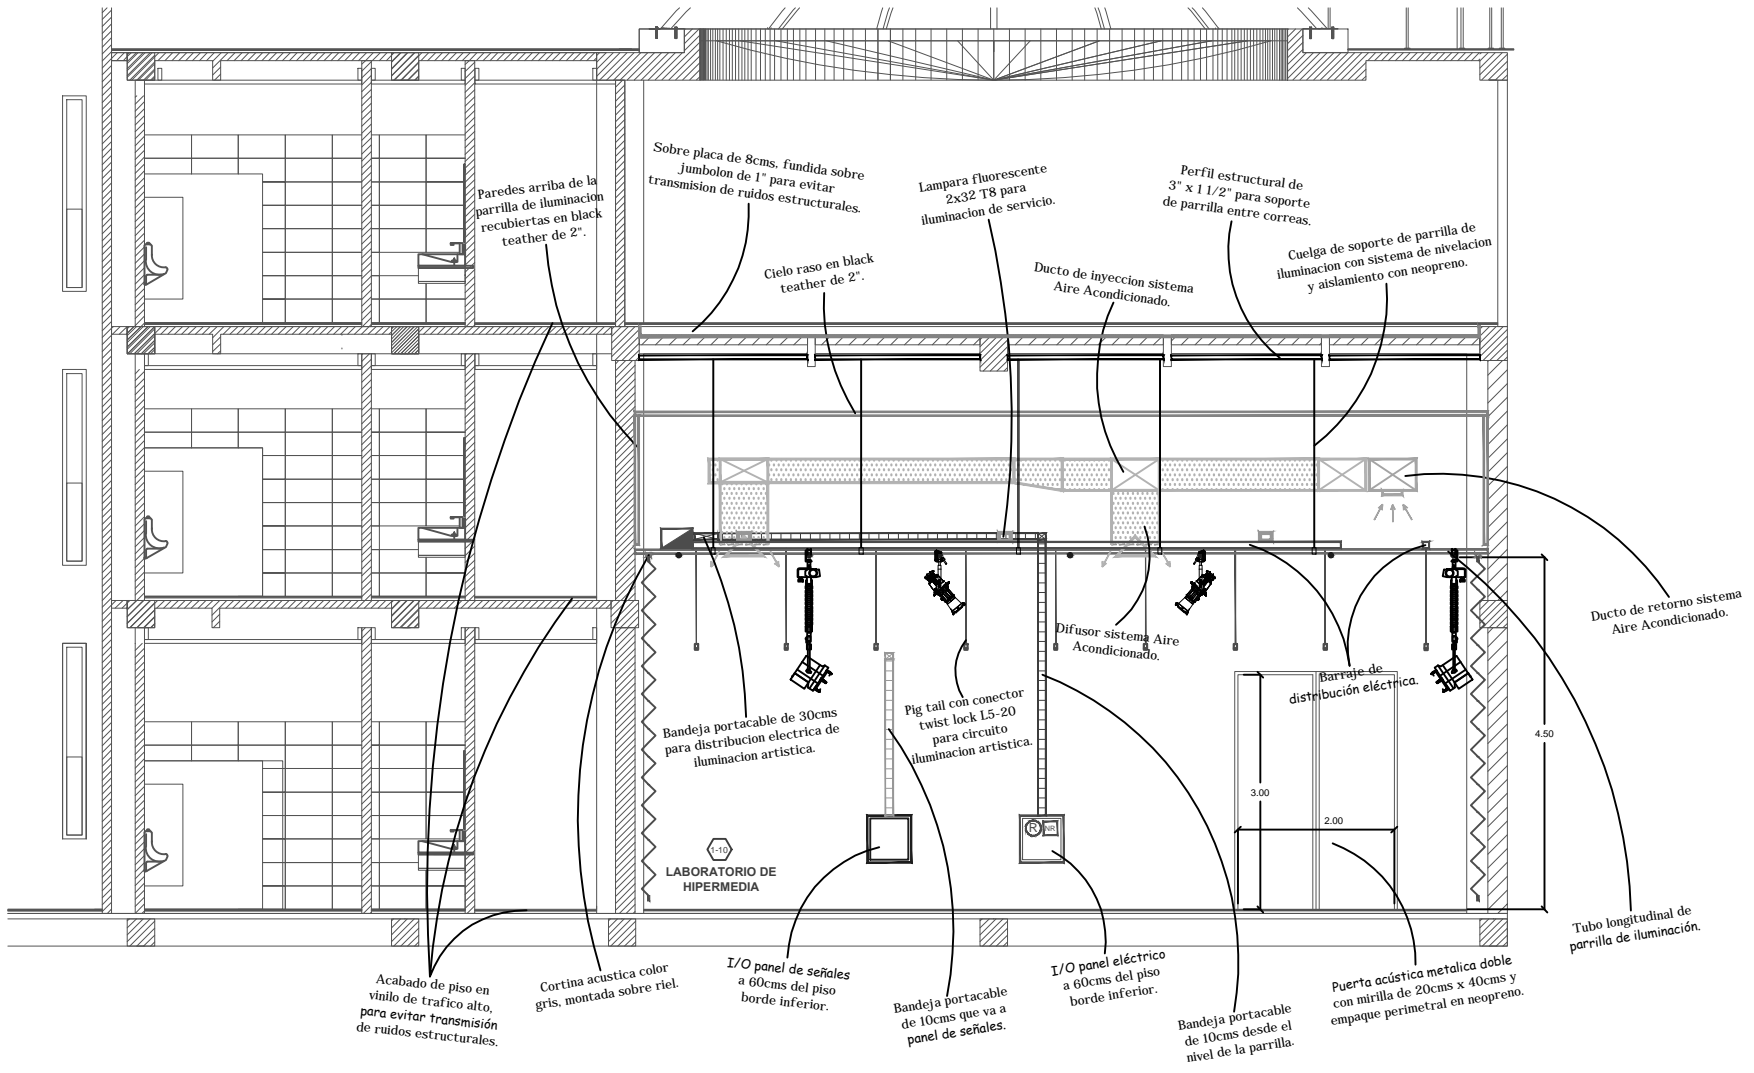 Sobre placa de 8cms, fundida sobre
jumbolon de 1" para evitar
transmision de ruidos estructurales.
Paredes arriba de la
parrilla de iluminacion
recubiertas en black
teather de 2".
Lampara fluorescente
2x32 T8 para
iluminacion de servicio.
Perfil estructural de
3" x 1 1/2" para soporte
de parrilla entre correas.
Cielo raso en black
teather de 2".
Ducto de inyeccion sistema
Aire Acondicionado.
Cuelga de soporte de parrilla de
iluminacion con sistema de nivelacion
y aislamiento con neopreno.
Ducto de retorno sistema
Aire Acondicionado.
Difusor sistema Aire
Acondicionado.
Barraje de
distribución eléctrica.
Bandeja portacable de 30cms
para distribucion electrica de
iluminacion artistica.
Pig tail con conector
twist lock L5-20
para circuito
iluminacion artistica.
4.50
3.00
2.00
R
NR
1-10
LABORATORIO DE
HIPERMEDIA
Tubo longitudinal de
parrilla de iluminación.
Acabado de piso en
vinilo de trafico alto,
para evitar transmisión
de ruidos estructurales.
Cortina acustica color
gris, montada sobre riel.
I/O panel de señales
a 60cms del piso
borde inferior.
Bandeja portacable
de 10cms que va a
panel de señales.
I/O panel eléctrico
a 60cms del piso
borde inferior.
Bandeja portacable
de 10cms desde el
nivel de la parrilla.
Puerta acústica metalica doble
con mirilla de 20cms x 40cms y
empaque perimetral en neopreno.